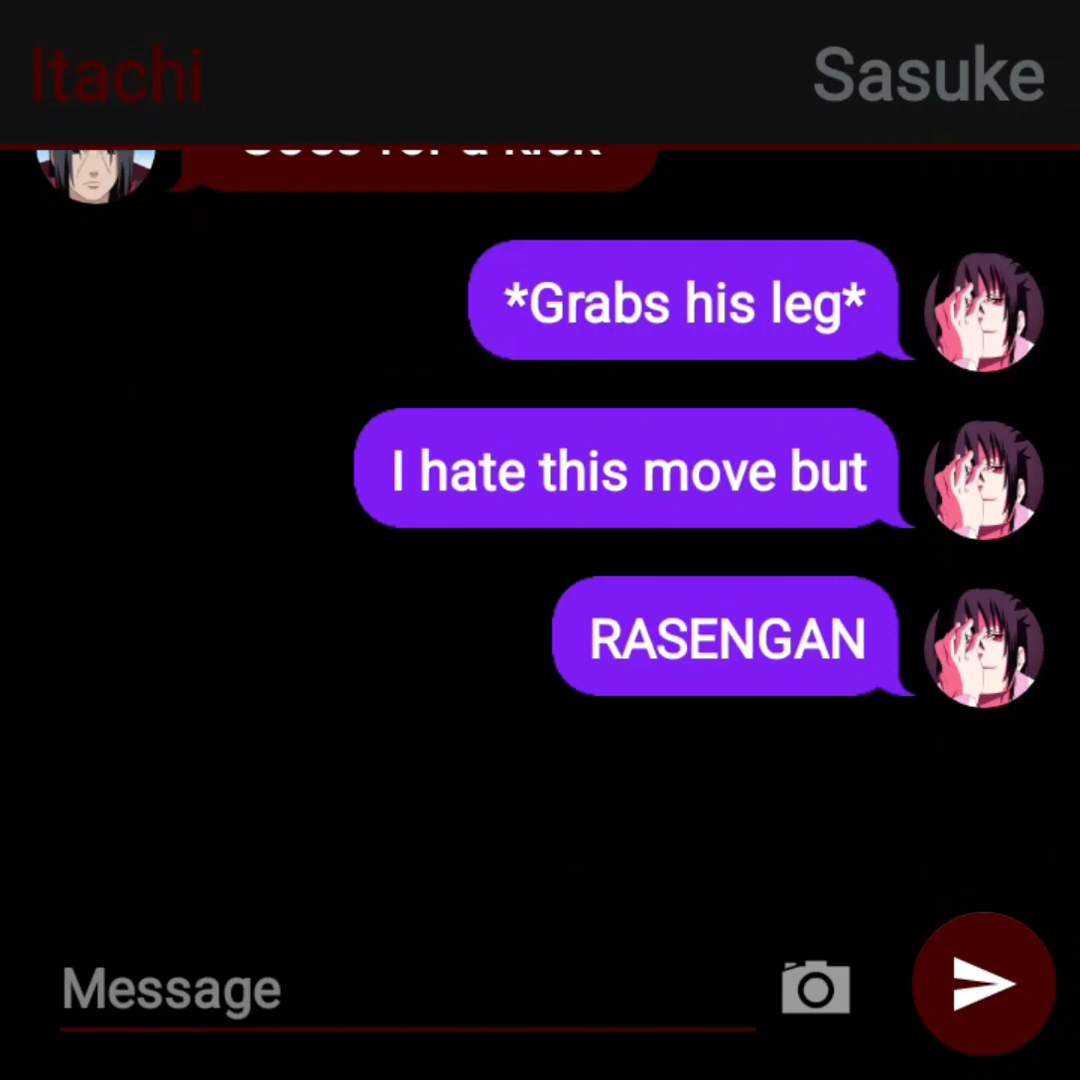 Itachi
Sasuke
*Grabs his leg*
I hate this move but
RASENGAN
Message